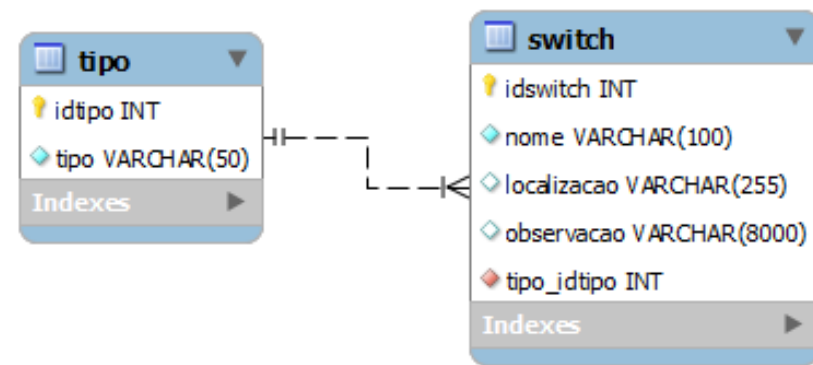 tipo
idtipo INT
tipo VARCHAR(50)
Indexes
switch
idswitch INT
nome VARCHAR(100)
localizacao VARCHAR(255)
observacao VARCHAR(8000)
tipo_idtipo INT
Indexes